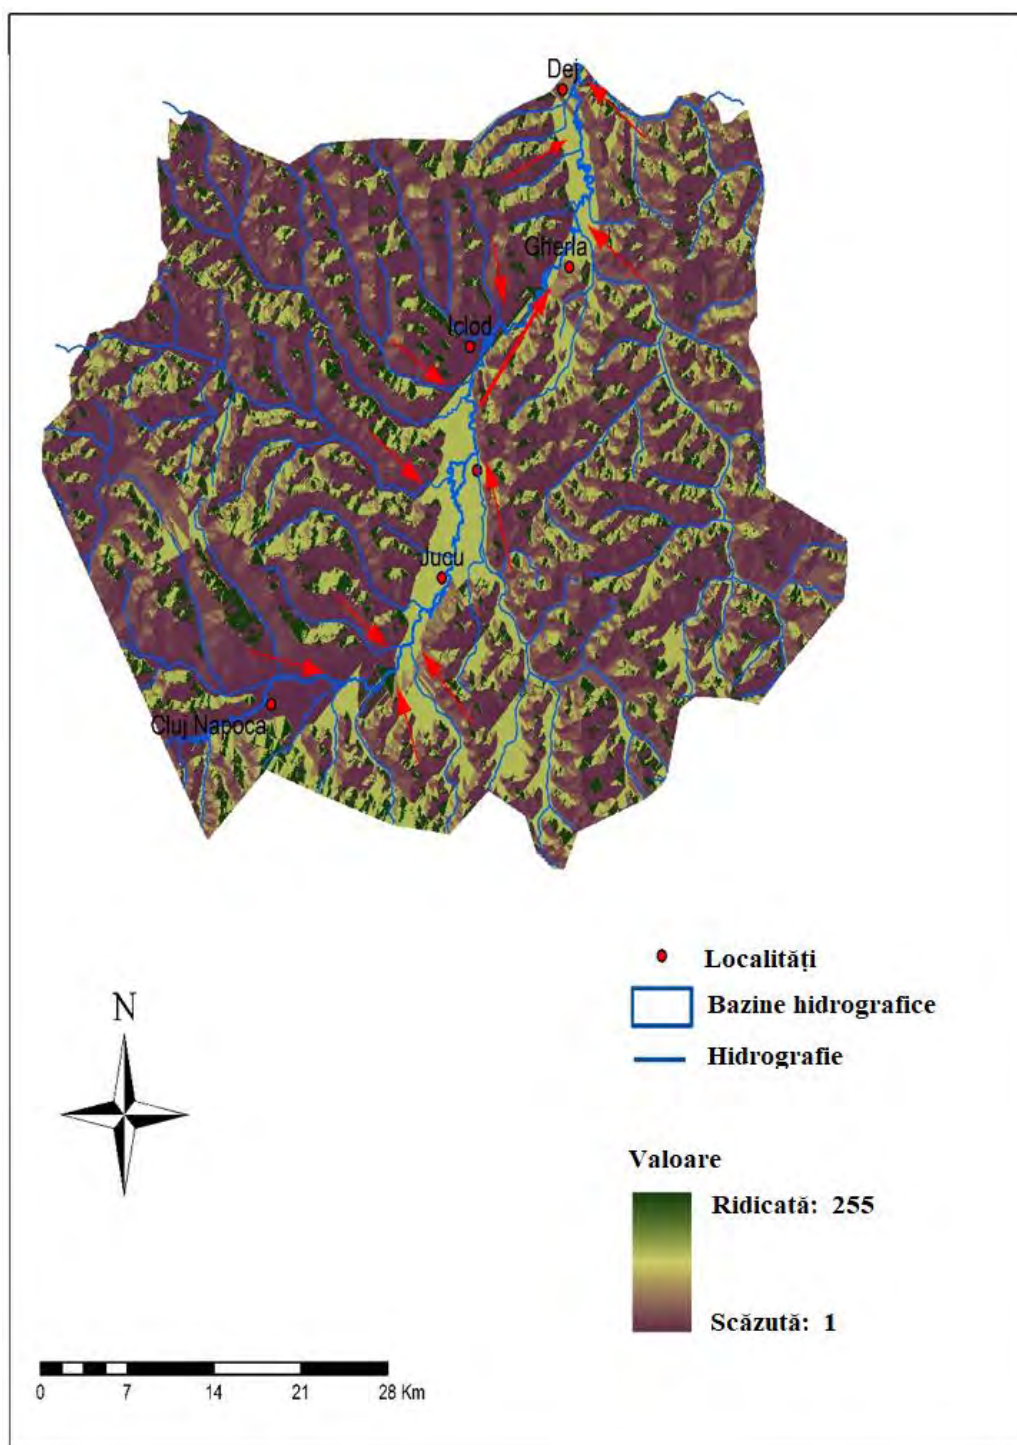 Dej
Gherla
Iclod
Jucu
Cluj Napoca
Localități
Bazine hidrografice
Hidrografie
N
Valoare
Ridicată: 255
Scăzută: 1
0 7 14 21 28 Km